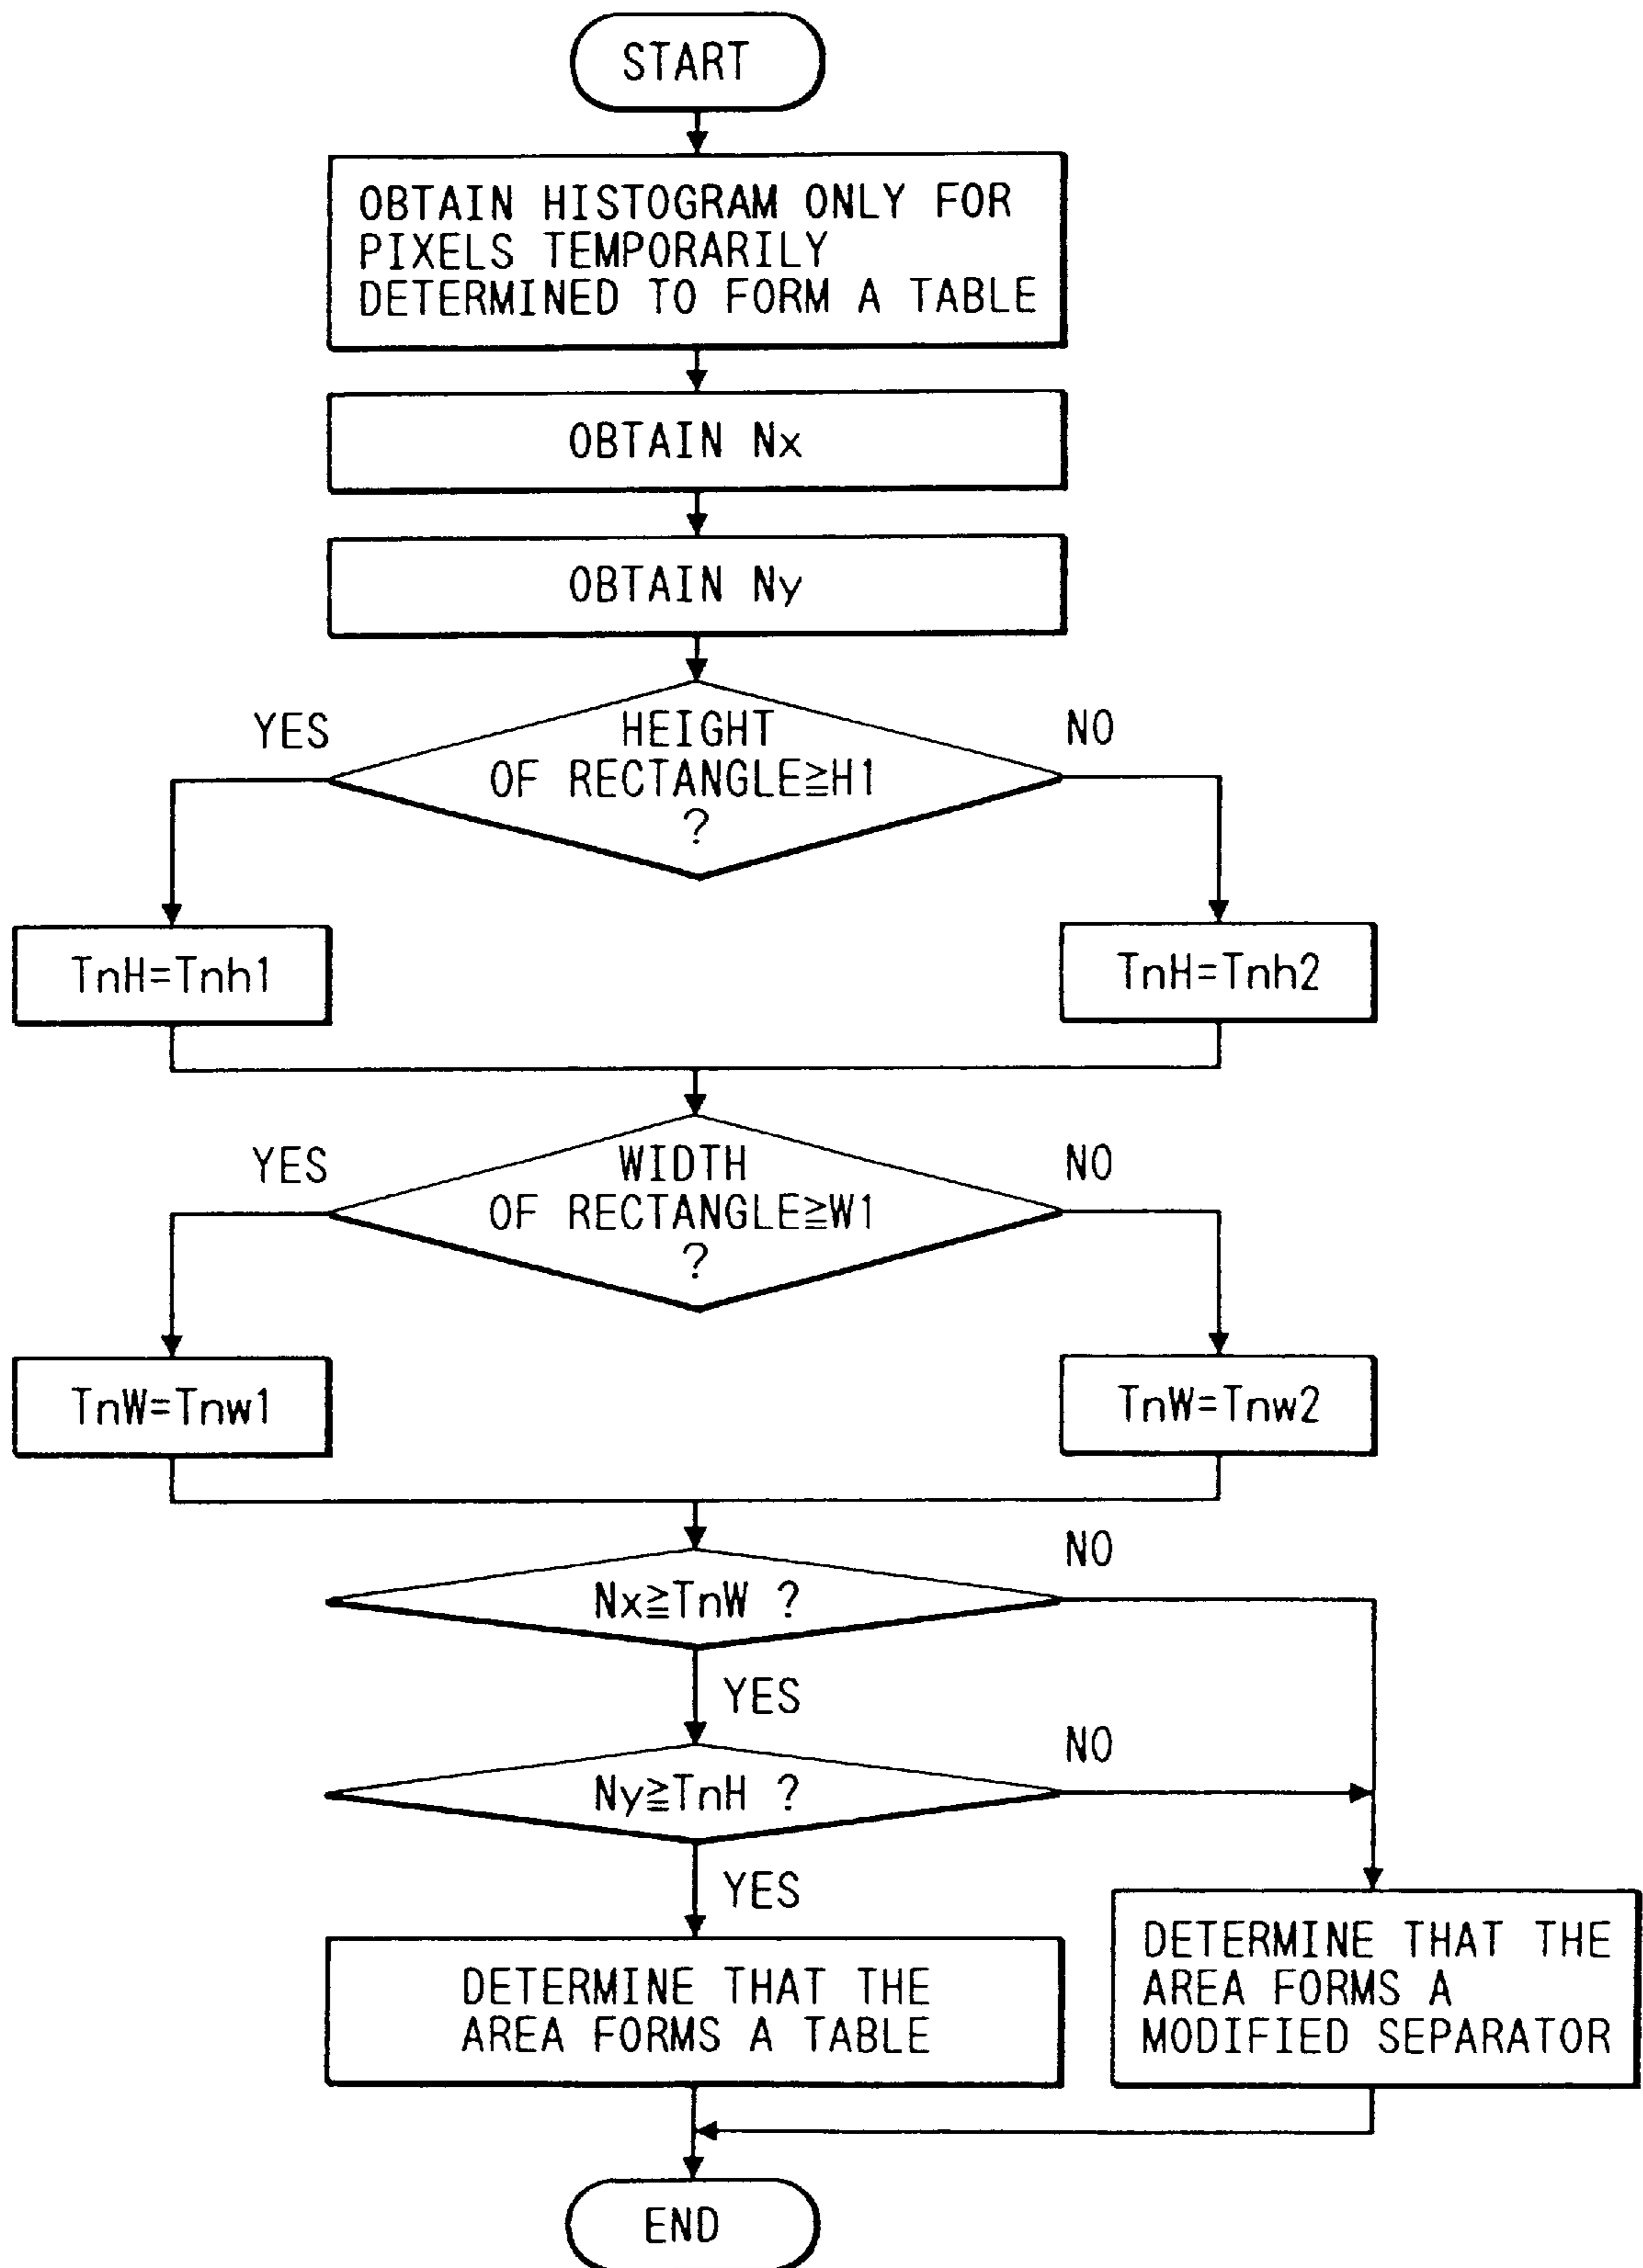 START
OBTAIN HISTOGRAM ONLY FOR
PIXELS TEMPORARILY
DETERMINED TO FORM A TABLE
OBTAIN Nx
OBTAIN Ny
HEIGHT
OF RECTANGLE≧H1
?
YES
NO
TnH=Tnh1
TnH=Tnh2
WIDTH
OF RECTANGLE≧W1
?
YES
NO
TnW=Tnw1
TnW=Tnw2
Nx≧TnW ?
NO
YES
Ny≧TnH ?
NO
YES
DETERMINE THAT THE
AREA FORMS A TABLE
DETERMINE THAT THE
AREA FORMS A
MODIFIED SEPARATOR
END